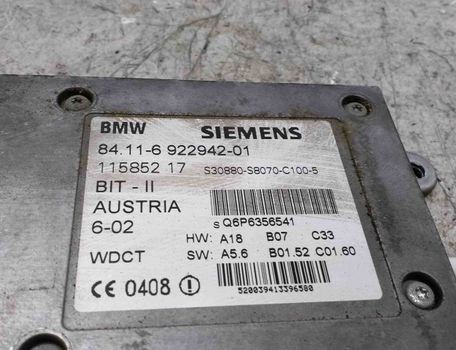 BMW SIEMENS
84.11-6 922942-01
115852 17 S30880-S8070-C100-5
BIT - II
AUSTRIA
S Q6P6356541
6-02
HW: A18 B07 C33
WDCT SW: A5.6 B01.52 C01.60
CE 0408
520039413396580